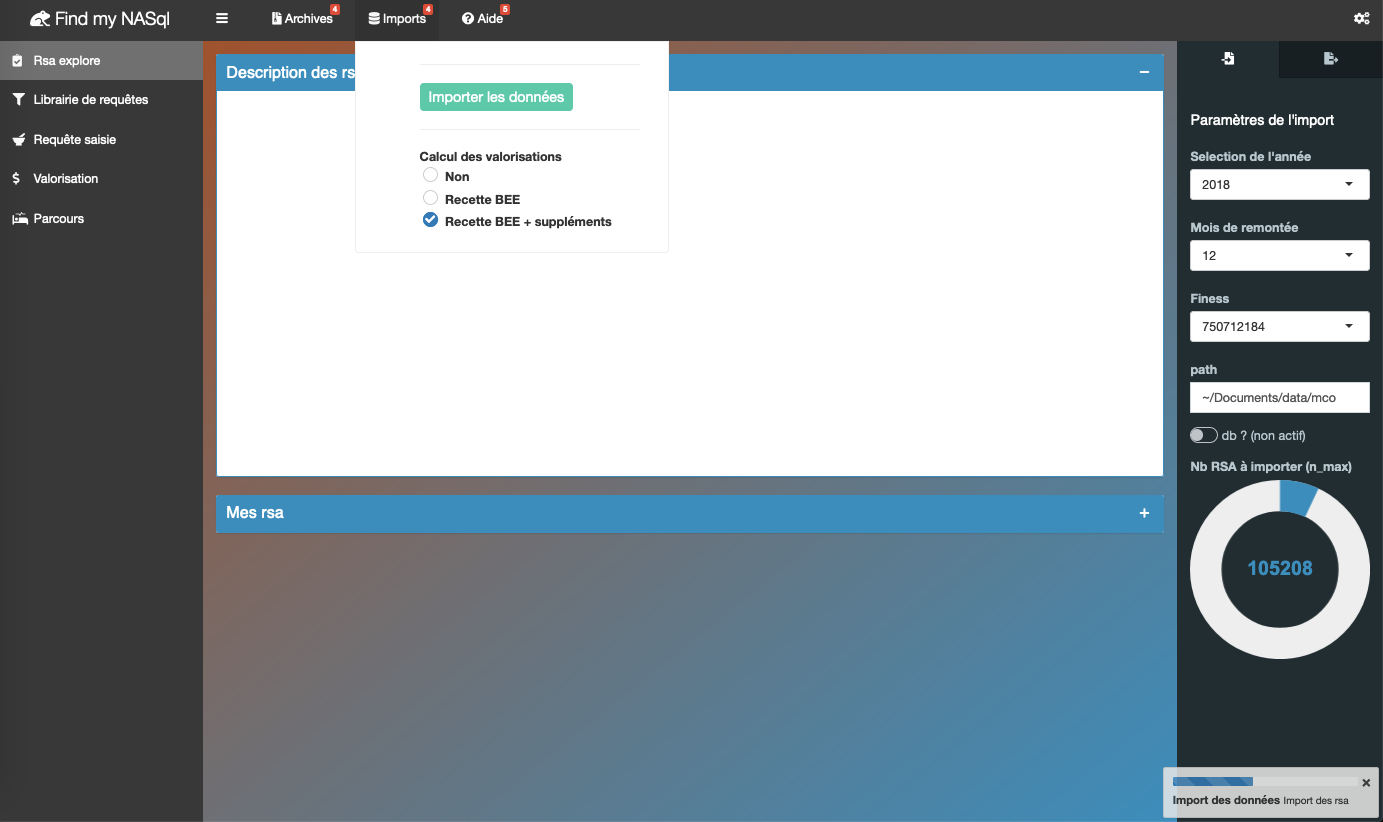 Find my NASql
Archives 4
Imports 4
Aide 5
Rsa explore
Librairie de requêtes
Requête saisie
Valorisation
Parcours
Description des rs
Importer les données
Calcul des valorisations
Non
Recette BEE
Recette BEE + suppléments
Mes rsa
Paramètres de l'import
Selection de l'année
2018
Mois de remontée
12
Finess
750712184
path
~/Documents/data/mco
db ? (non actif)
Nb RSA à importer (n_max)
105208
Import des données Import des rsa